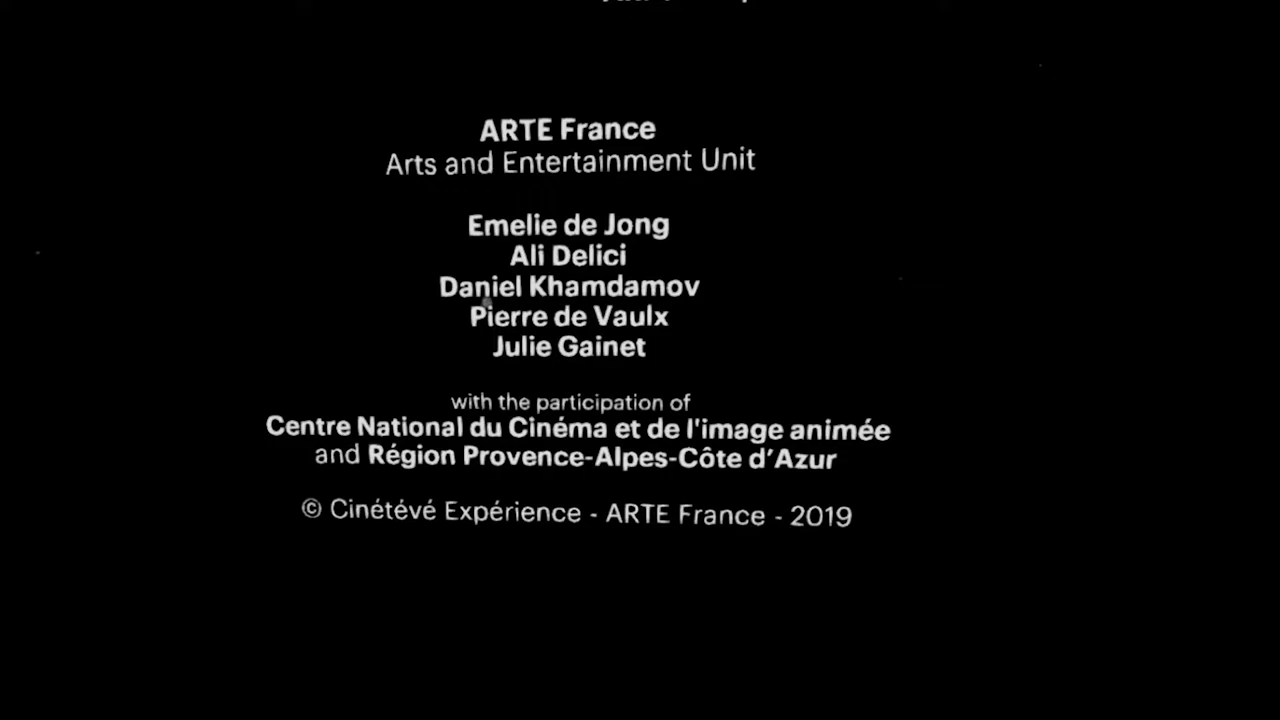 ARTE France
Arts and Entertainment Unit
Emelie de Jong
Ali Delici
Daniel Khamdamov
Pierre de Vaulx
Julie Gainet
with the participation of
Centre National du Cinéma et de l'image animée
and Région Provence-Alpes-Côte d’Azur
© Cinétévé Expérience - ARTE France - 2019